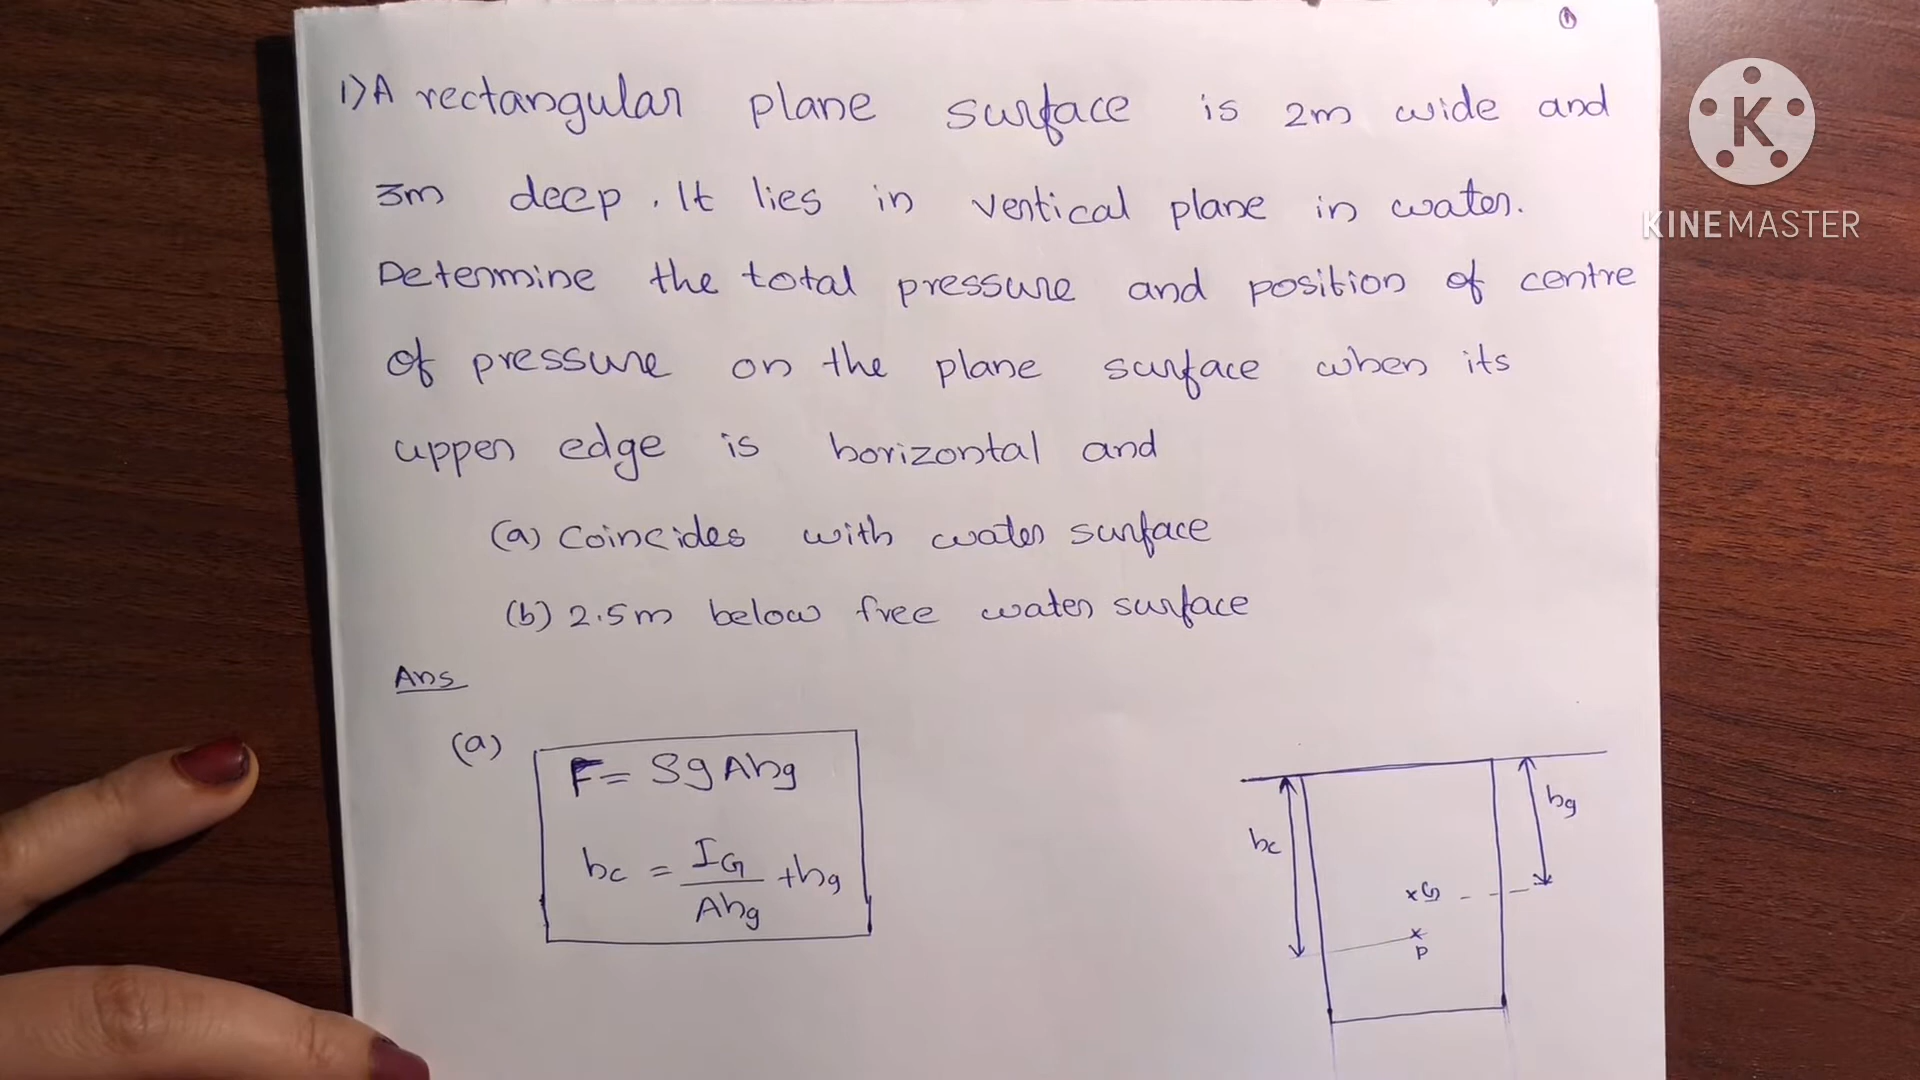 1) A rectangular plane surface is 2m wide and
3m deep. It lies in vertical plane in water.
Determine the total pressure and position of centre
of pressure on the plane surface when its
upper edge is horizontal and
(a) Coincides with water surface
(b) 2.5m below free water surface
Ans
(a)
F = ρg Ahg
hc = IG / Ahg + hg
hc
hg
×G
×
P
K
KINEMASTER